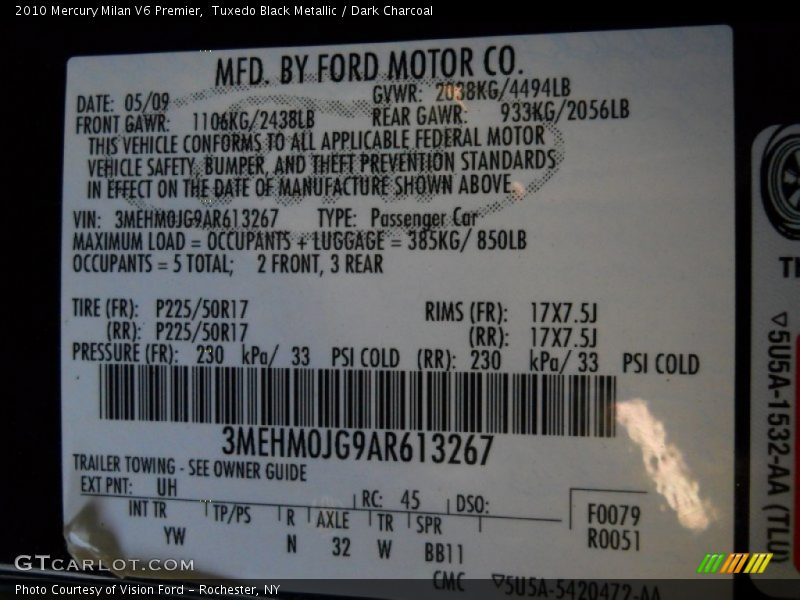 2010 Mercury Milan V6 Premier, Tuxedo Black Metallic / Dark Charcoal
MFD. BY FORD MOTOR CO.
DATE: 05/09 GVWR: 2038KG/4494LB
FRONT GAWR: 1106KG/2438LB REAR GAWR: 933KG/2056LB
THIS VEHICLE CONFORMS TO ALL APPLICABLE FEDERAL MOTOR
VEHICLE SAFETY, BUMPER, AND THEFT PREVENTION STANDARDS
IN EFFECT ON THE DATE OF MANUFACTURE SHOWN ABOVE.
VIN: 3MEHM0JG9AR613267 TYPE: Passenger Car
MAXIMUM LOAD = OCCUPANTS + LUGGAGE = 385KG/ 850LB
OCCUPANTS = 5 TOTAL; 2 FRONT, 3 REAR
TIRE (FR): P225/50R17 RIMS (FR): 17X7.5J
(RR): P225/50R17 (RR): 17X7.5J
PRESSURE (FR): 230 kPa/ 33 PSI COLD (RR): 230 kPa/ 33 PSI COLD
3MEHM0JG9AR613267
TRAILER TOWING - SEE OWNER GUIDE
EXT PNT: UH RC: 45 DSO:
INT TR TP/PS R AXLE TR SPR F0079
YW N 32 W BB11 R0051
CMC ▽5U5A-5420472-AA
▽5U5A-1532-AA (TLU)
GTcarlot.com
Photo Courtesy of Vision Ford - Rochester, NY